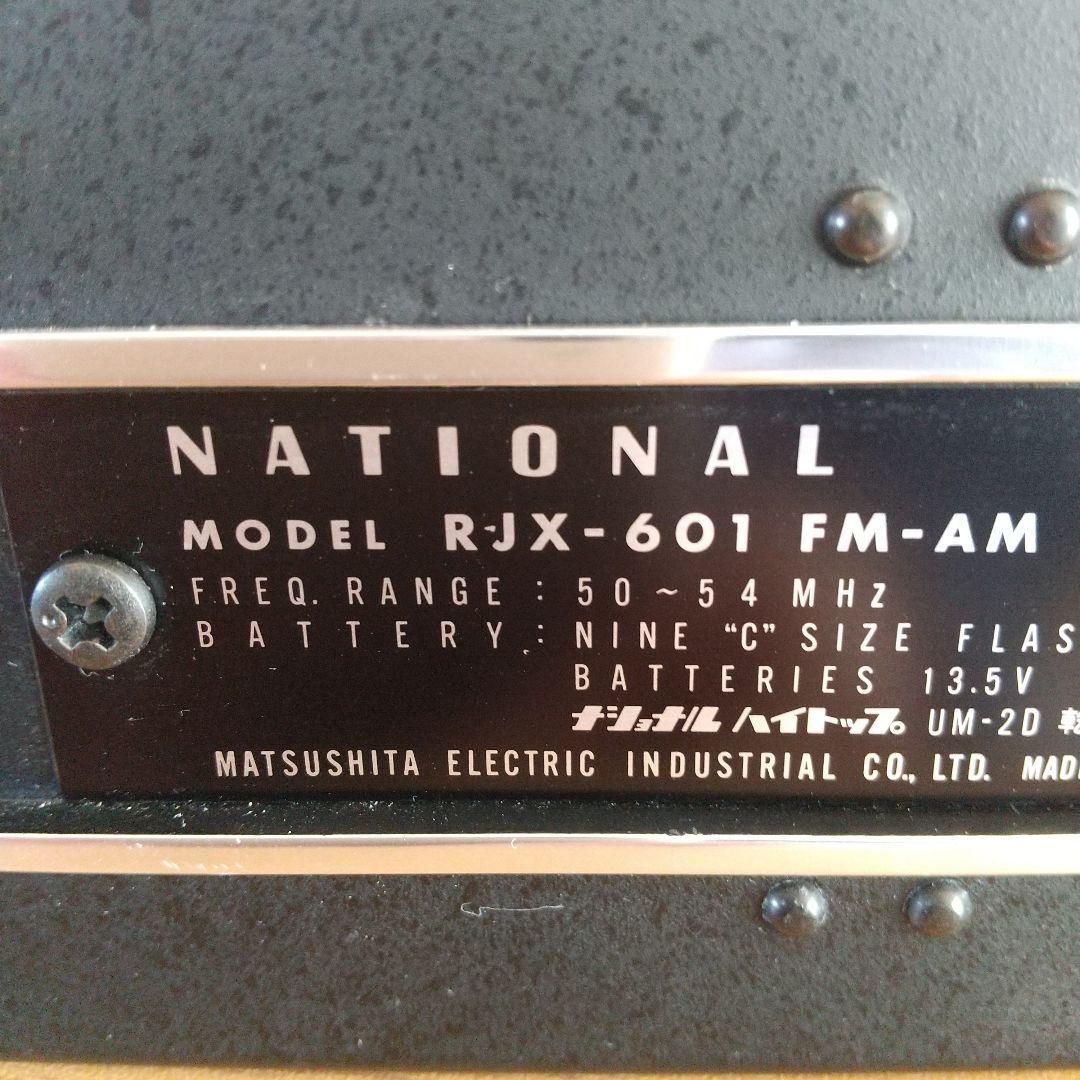 NATIONAL
MODEL RJX-601 FM-AM
FREQ. RANGE : 50 ~ 54 MHz
BATTERY : NINE "C" SIZE FLAS
BATTERIES 13.5V
ナショナル ハイトップ UM-2D
MATSUSHITA ELECTRIC INDUSTRIAL CO., LTD. MADE